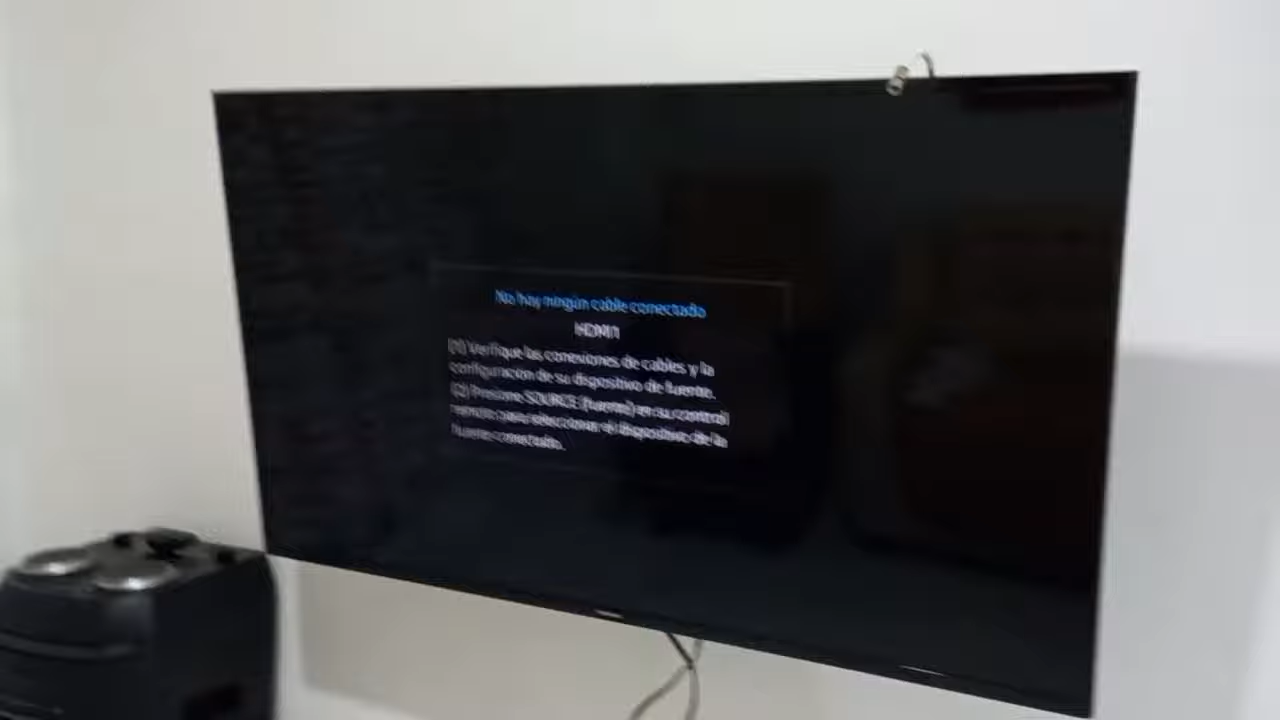 No hay ningún cable conectado
HDMI1
(1) Verifique las conexiones de cables y la
configuración de su dispositivo de fuente.
(2) Presione SOURCE (fuente) en su control
remoto para seleccionar el dispositivo de la
fuente conectada.